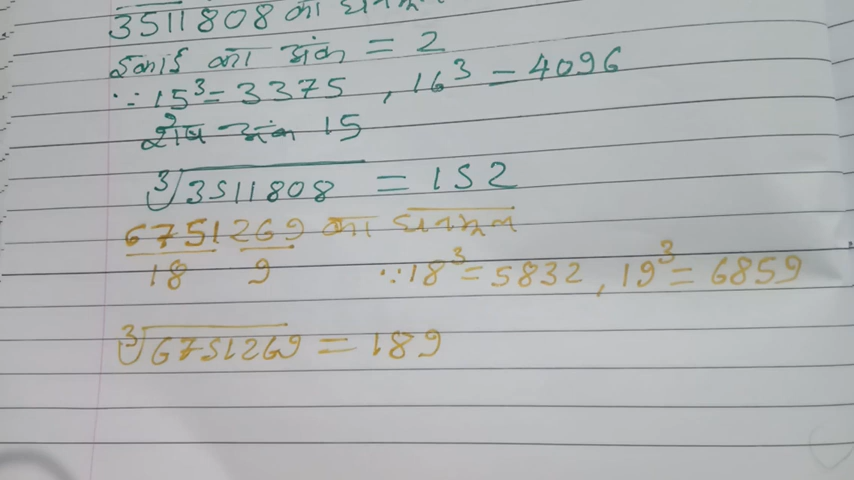 3511808 का घनमूल
इकाई का अंक = 2
∵ 15³ = 3375 , 16³ = 4096
शेष अंक 15
∛3511808 = 152
6751269 का घनमूल
18 9 ∵ 18³ = 5832 , 19³ = 6859
∛6751269 = 189